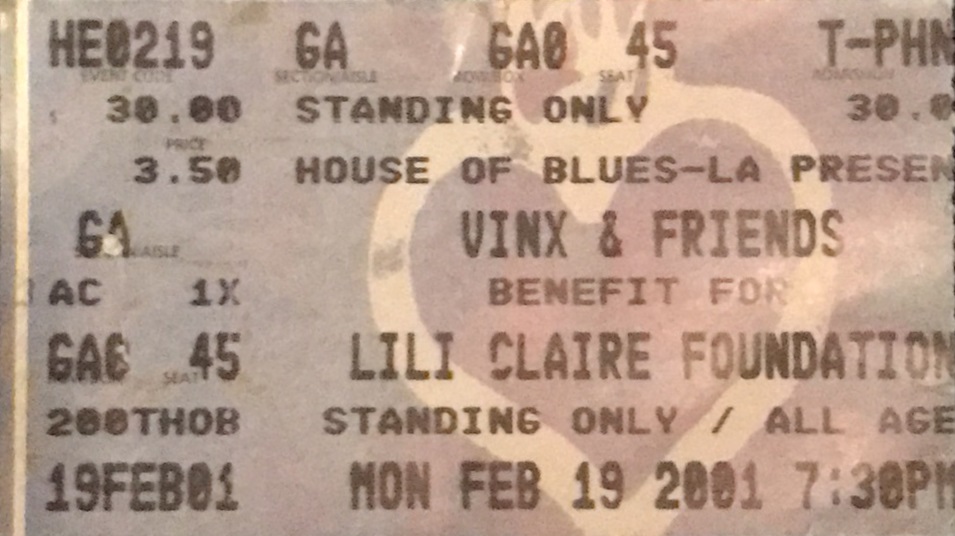 HE0219 GA GA0 45 T-PHN
EVENT CODE SECTION/AISLE ROW/BOX SEAT ADMISSION
30.00 STANDING ONLY 30.0
PRICE
3.50 HOUSE OF BLUES-LA PRESEN
GA VINX & FRIENDS
AISLE
AC 1X BENEFIT FOR
GA0 45 LILI CLAIRE FOUNDATION
SEAT
200THOB STANDING ONLY / ALL AGE
19FEB01 MON FEB 19 2001 7:30PM